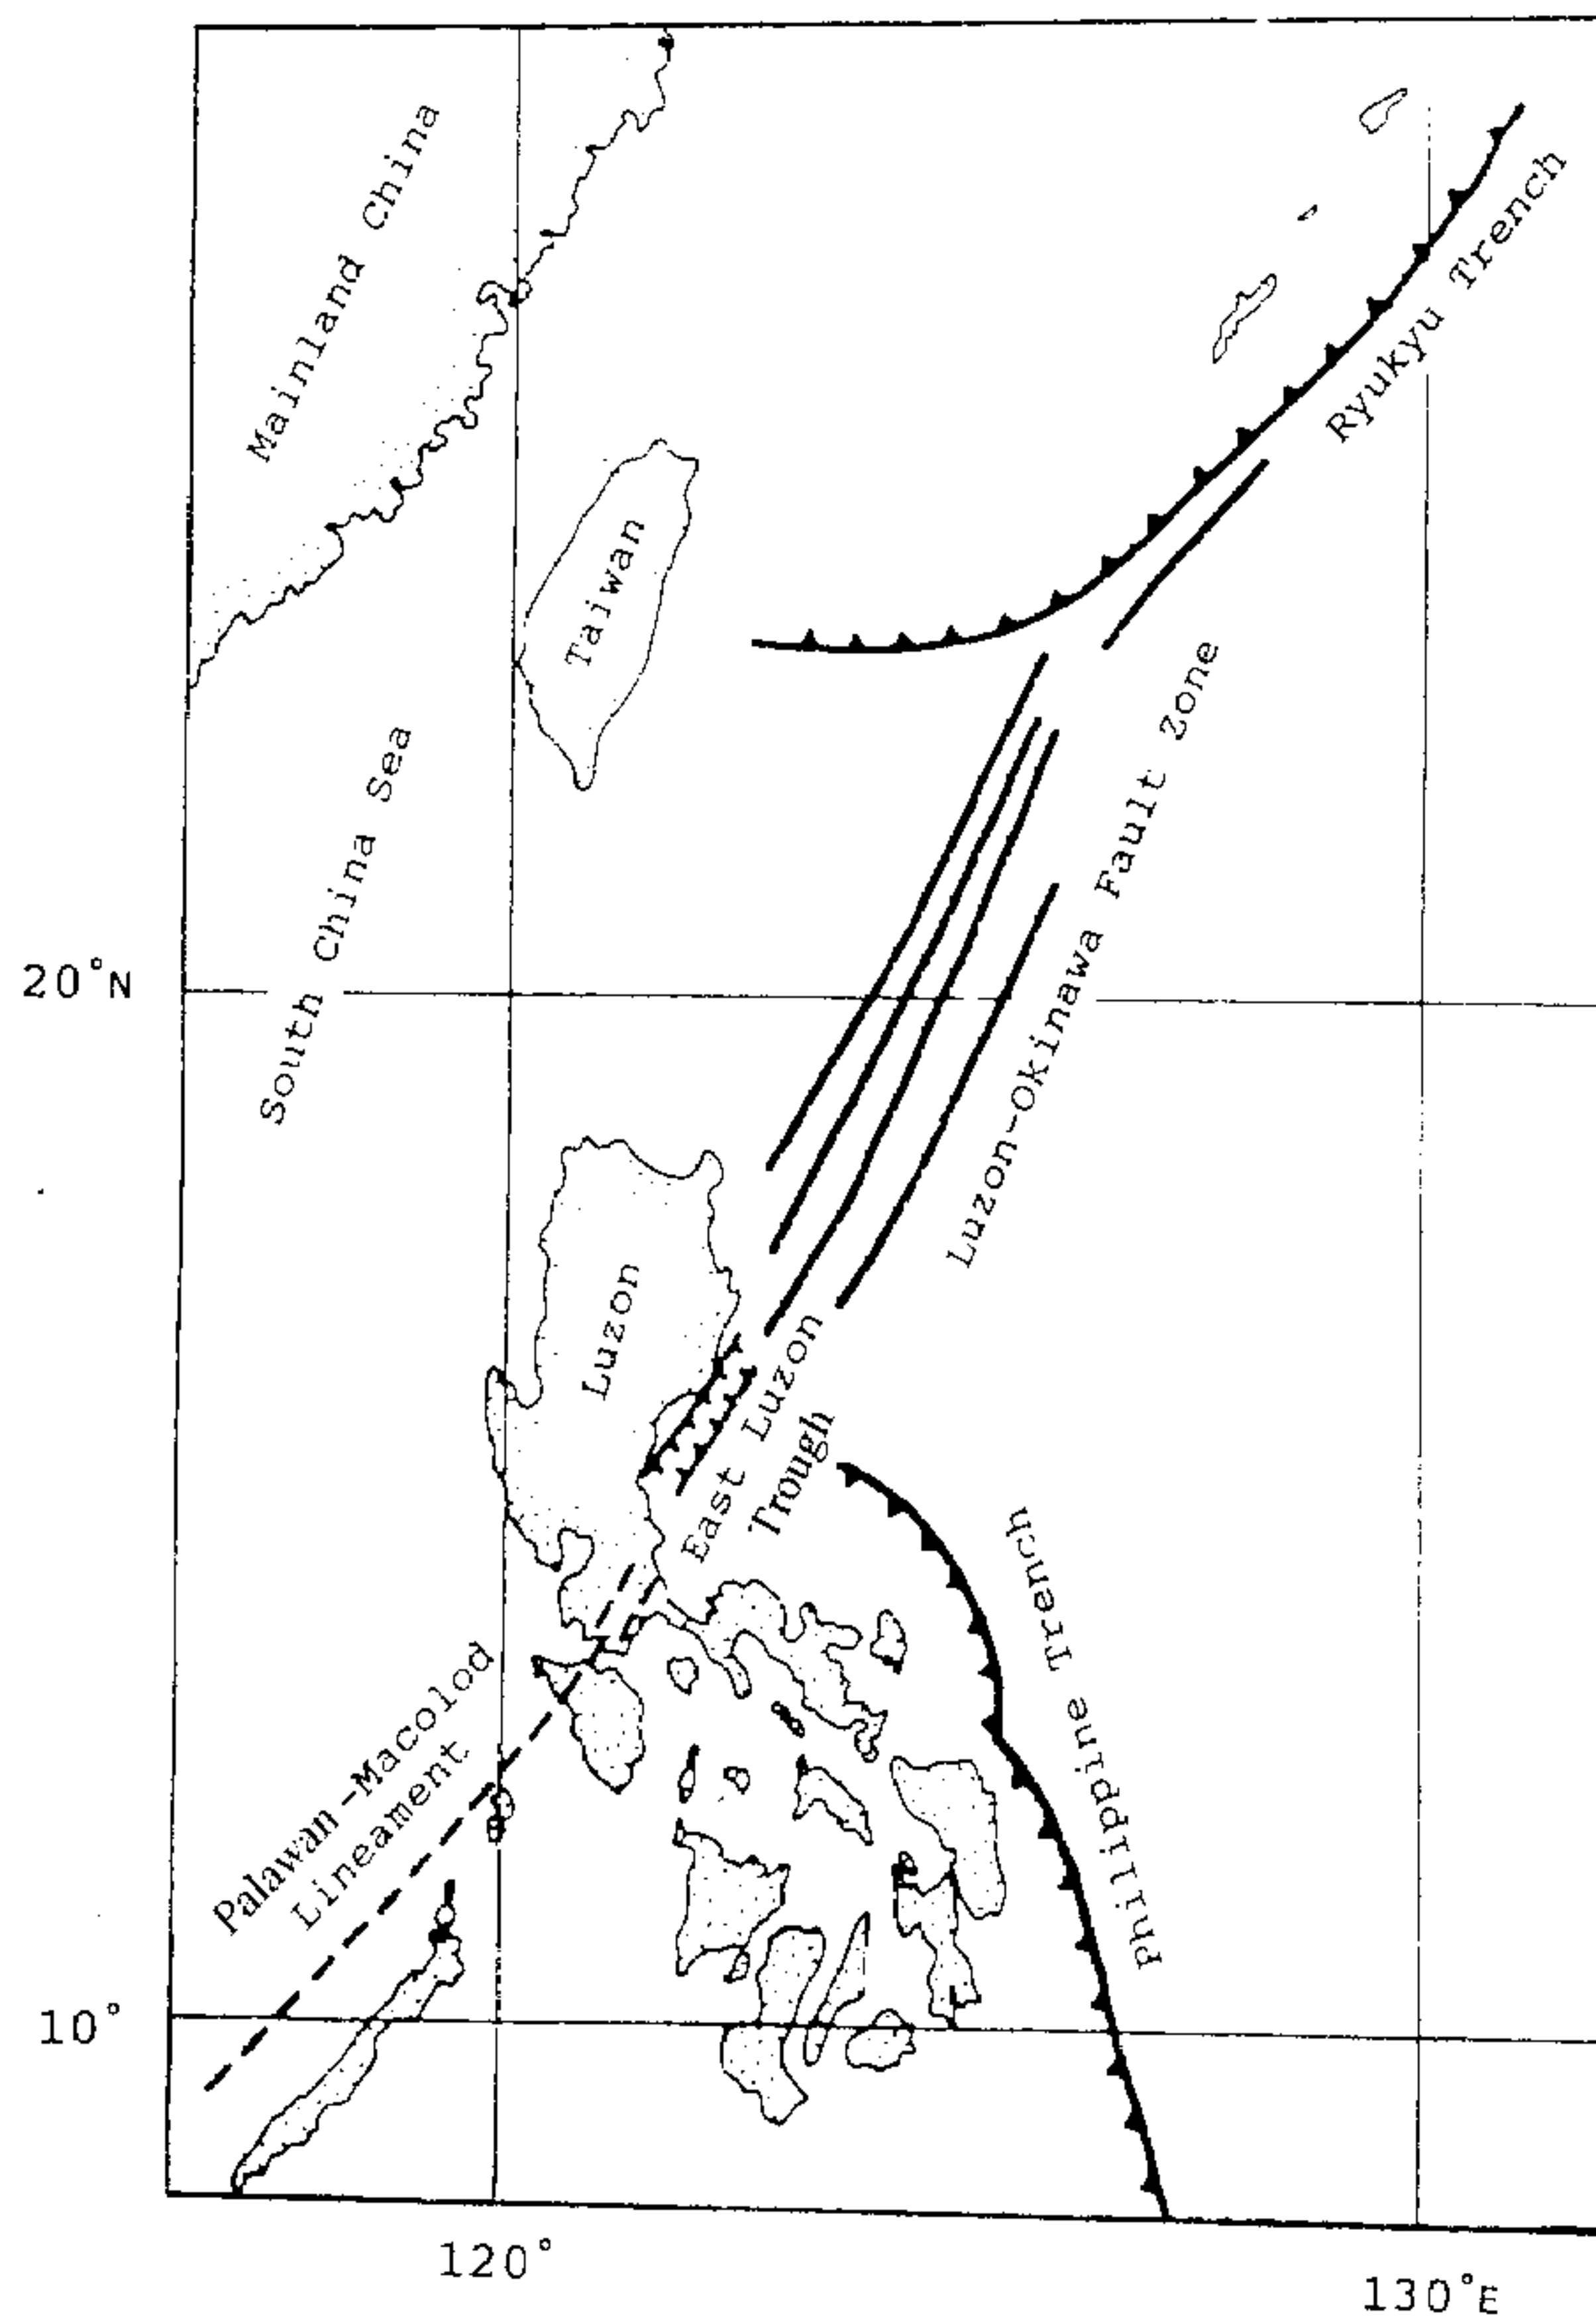 Mainland China
Ryukyu Trench
Taiwan
South China Sea
Luzon-Okinawa Fault Zone
20°N
Luzon
East Luzon
Trough
Philippine Trench
Palawan-Macolod
Lineament
10°
120°
130°E